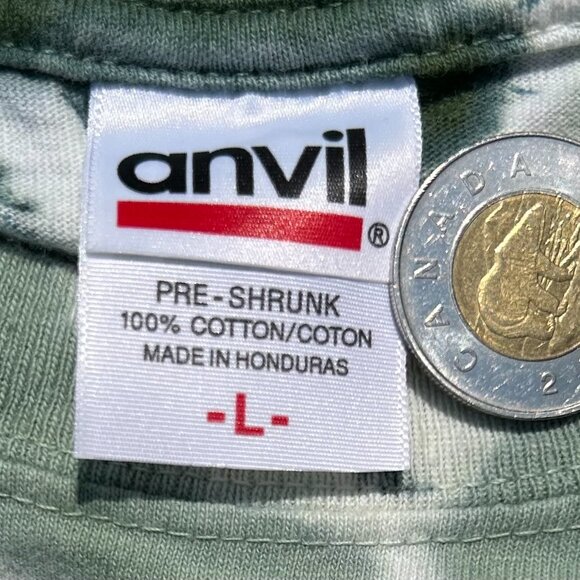 anvil
®
PRE-SHRUNK
100% COTTON/COTON
MADE IN HONDURAS
-L-
CANADA
2